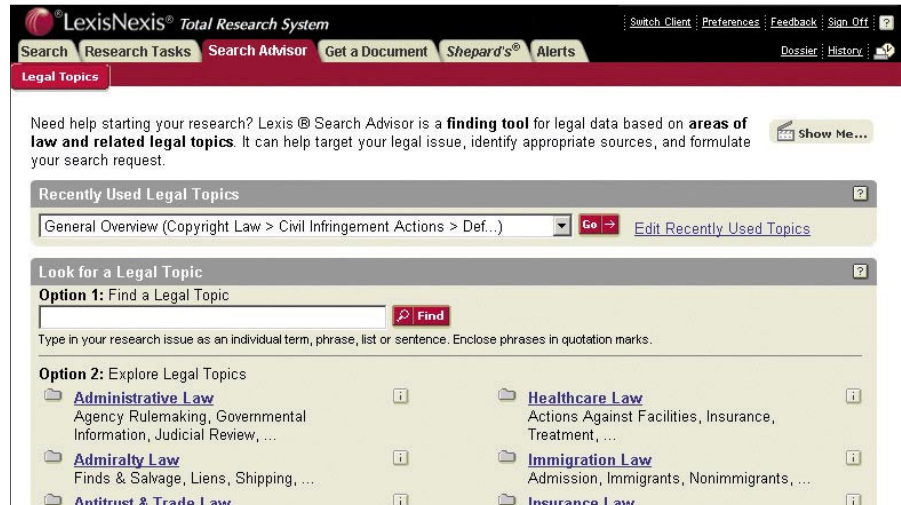 LexisNexis® Total Research System
Switch Client Preferences Feedback Sign Off ?
Search Research Tasks Search Advisor Get a Document Shepard's® Alerts
Dossier History
Legal Topics
Need help starting your research? Lexis ® Search Advisor is a finding tool for legal data based on areas of
law and related legal topics. It can help target your legal issue, identify appropriate sources, and formulate
your search request.
Show Me...
Recently Used Legal Topics ?
General Overview (Copyright Law > Civil Infringement Actions > Def...) Go Edit Recently Used Topics
Look for a Legal Topic ?
Option 1: Find a Legal Topic
Find
Type in your research issue as an individual term, phrase, list or sentence. Enclose phrases in quotation marks.
Option 2: Explore Legal Topics
Administrative Law i
Agency Rulemaking, Governmental
Information, Judicial Review, ...
Admiralty Law i
Finds & Salvage, Liens, Shipping, ...
Antitrust & Trade Law i
Healthcare Law i
Actions Against Facilities, Insurance,
Treatment, ...
Immigration Law i
Admission, Immigrants, Nonimmigrants, ...
Insurance Law i